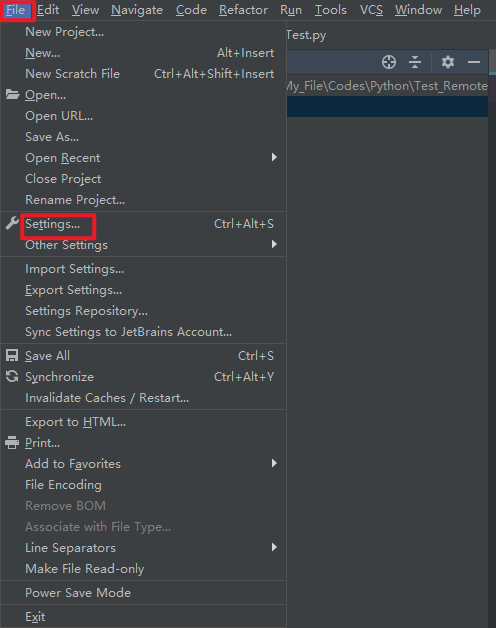 File Edit View Navigate Code Refactor Run Tools VCS Window Help
New Project...
Test.py
New... Alt+Insert
New Scratch File Ctrl+Alt+Shift+Insert
Open...
My_File\Codes\Python\Test_Remote
Open URL...
Save As...
Open Recent
Close Project
Rename Project...
Settings... Ctrl+Alt+S
Other Settings
Import Settings...
Export Settings...
Settings Repository...
Sync Settings to JetBrains Account...
Save All Ctrl+S
Synchronize Ctrl+Alt+Y
Invalidate Caches / Restart...
Export to HTML...
Print...
Add to Favorites
File Encoding
Remove BOM
Associate with File Type...
Line Separators
Make File Read-only
Power Save Mode
Exit